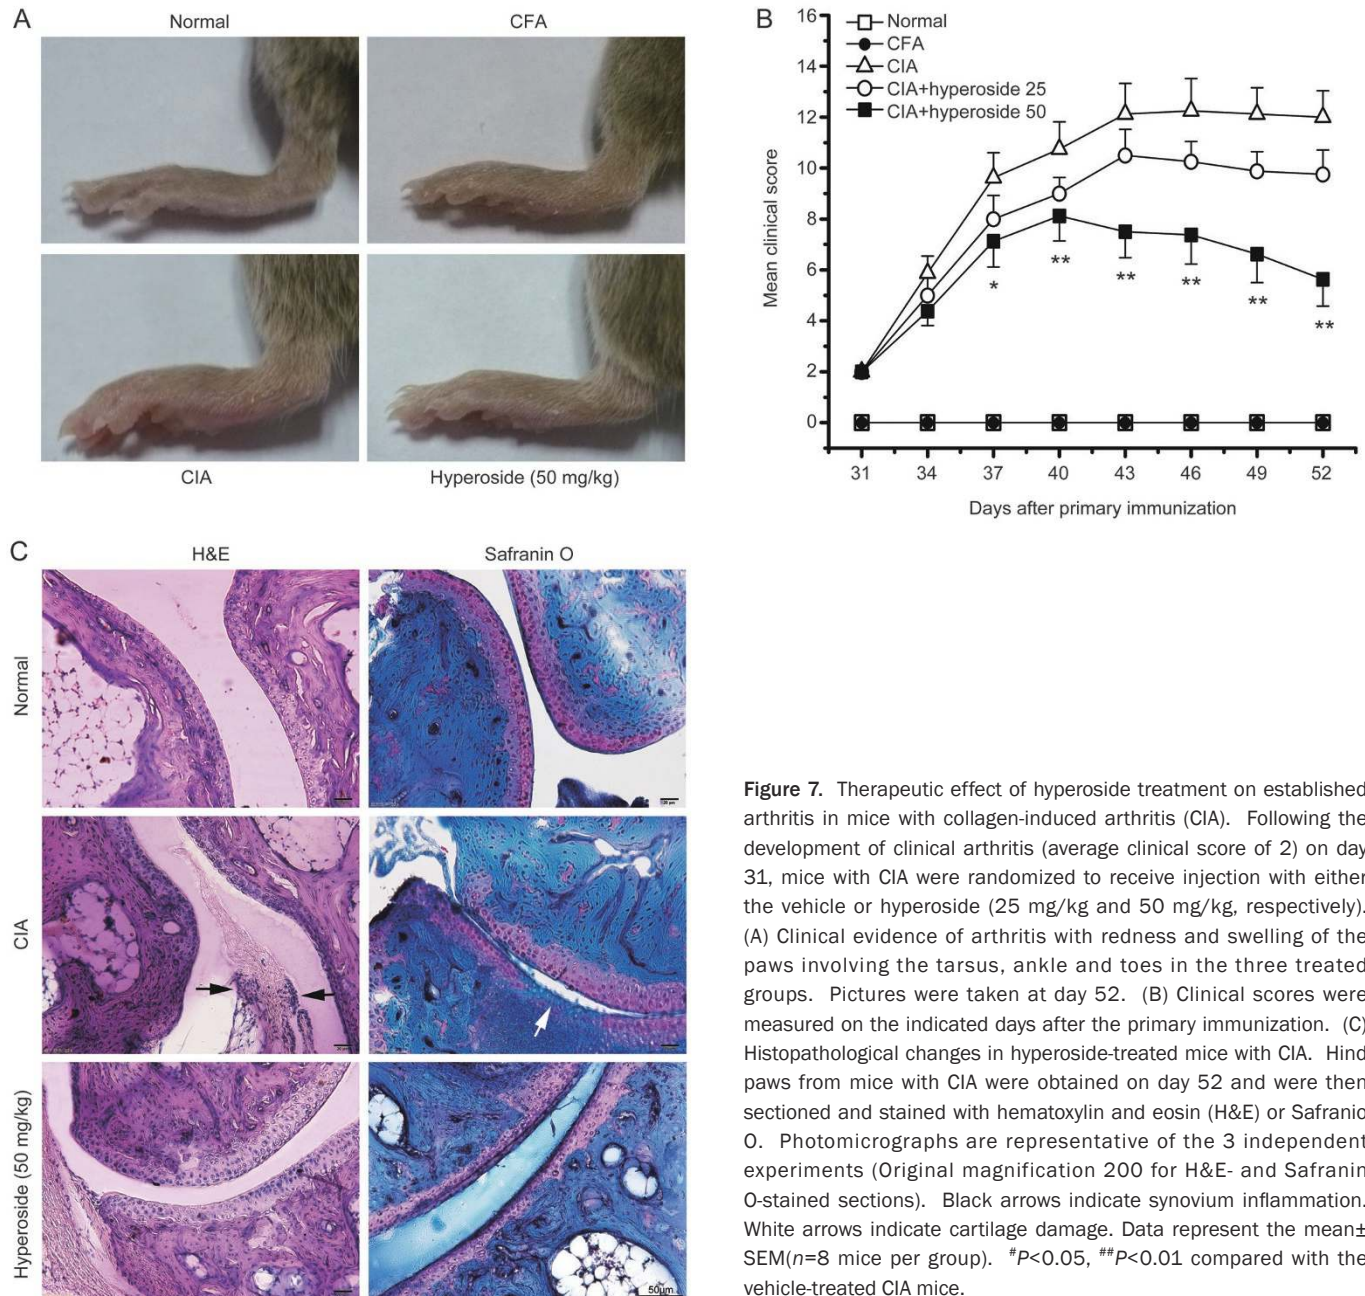 A
Normal
CFA
CIA
Hyperoside (50 mg/kg)
B
Normal
CFA
CIA
CIA+hyperoside 25
CIA+hyperoside 50
Mean clinical score
16
14
12
10
8
6
4
2
0
*
**
**
**
**
**
31 34 37 40 43 46 49 52
Days after primary immunization
C
H&E
Safranin O
Normal
CIA
Hyperoside (50 mg/kg)
50μm
Figure 7. Therapeutic effect of hyperoside treatment on established
arthritis in mice with collagen-induced arthritis (CIA). Following the
development of clinical arthritis (average clinical score of 2) on day
31, mice with CIA were randomized to receive injection with either
the vehicle or hyperoside (25 mg/kg and 50 mg/kg, respectively).
(A) Clinical evidence of arthritis with redness and swelling of the
paws involving the tarsus, ankle and toes in the three treated
groups. Pictures were taken at day 52. (B) Clinical scores were
measured on the indicated days after the primary immunization. (C)
Histopathological changes in hyperoside-treated mice with CIA. Hind
paws from mice with CIA were obtained on day 52 and were then
sectioned and stained with hematoxylin and eosin (H&E) or Safranio
O. Photomicrographs are representative of the 3 independent
experiments (Original magnification 200 for H&E- and Safranin
O-stained sections). Black arrows indicate synovium inflammation.
White arrows indicate cartilage damage. Data represent the mean±
SEM(n=8 mice per group). #P<0.05, ##P<0.01 compared with the
vehicle-treated CIA mice.